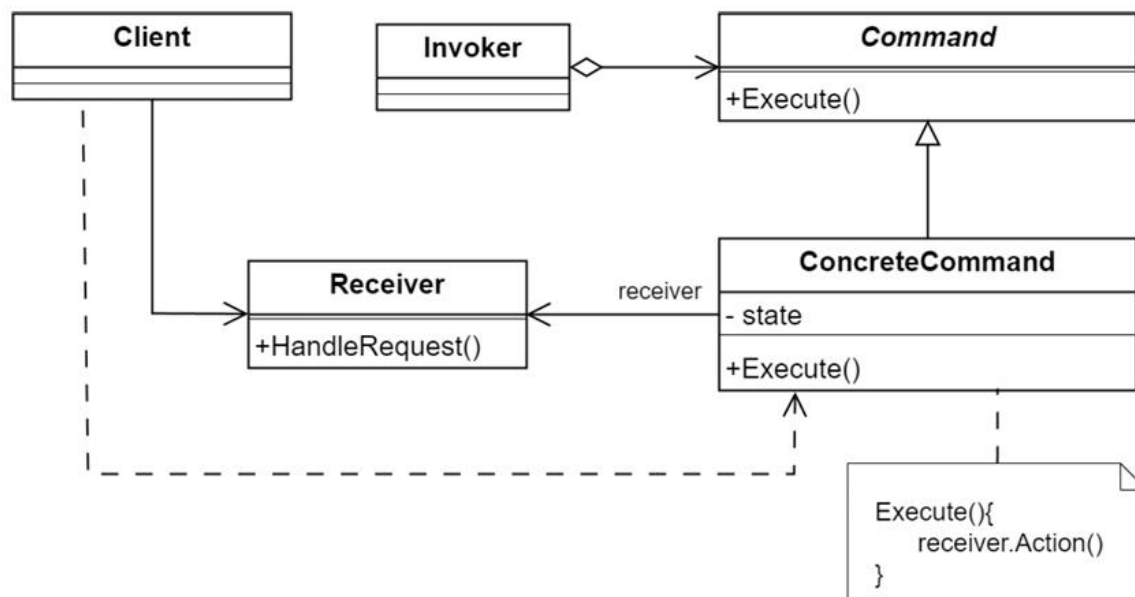 Client
Invoker
Command
+Execute()
Receiver
+HandleRequest()
receiver
ConcreteCommand
- state
+Execute()
Execute(){
receiver.Action()
}